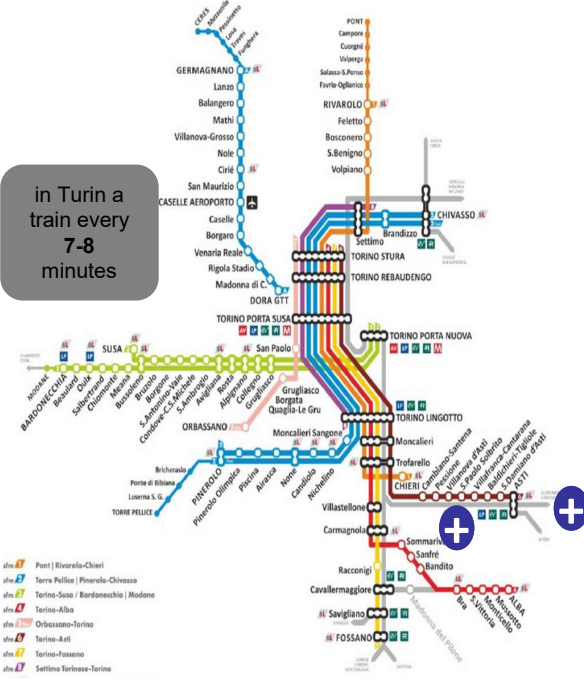 CERES
Mezzenile
Pessinetto
Losa
Traves
Funghera
GERMAGNANO
Lanzo
Balangero
Mathi
Villanova-Grosso
Nole
Cirié
San Maurizio
CASELLE AEROPORTO
Caselle
Borgaro
Venaria Reale
Rigola Stadio
Madonna di C.
DORA GTT
PONT
Campore
Cuorgnè
Valperga
Salassa-S.Ponso
Favria-Oglianico
RIVAROLO
Feletto
Bosconero
S.Benigno
Volpiano
in Turin a
train every
7-8
minutes
CHIVASSO
Brandizzo
Settimo
TORINO STURA
TORINO REBAUDENGO
TORINO PORTA SUSA
TORINO PORTA NUOVA
San Paolo
SUSA
MODANE
BARDONECCHIA
Beaulard
Oulx
Salbertrand
Chiomonte
Meana
Bussoleno
Bruzolo
Borgone
S.Antonino-Vaie
Condove-C.S.Michele
S.Ambrogio
Avigliana
Rosta
Alpignano
Collegno
Grugliasco
Grugliasco
Borgata
Quaglia-Le Gru
ORBASSANO
TORINO LINGOTTO
Moncalieri Sangone
Moncalieri
Trofarello
CHIERI
Cambiano-Santena
Pessione
Villanova d'Asti
S.Paolo Solbrito
Villafranca-Cantarana
Baldichieri-Tigliole
S.Damiano d'Asti
ASTI
Bricherasio
Ponte di Bibiana
Luserna S. G.
TORRE PELLICE
PINEROLO
Pinerolo Olimpica
Piscina
Airasca
None
Candiolo
Nichelino
Villastellone
Carmagnola
Sommariva
Sanfrè
Bandito
Racconigi
Cavallermaggiore
Madonna del Pilone
Bra
S.Vittoria
Monticello
Mussotto
ALBA
Savigliano
FOSSANO
+
+
sfm 1 Pont | Rivarolo-Chieri
sfm 2 Torre Pellice | Pinerolo-Chivasso
sfm 3 Torino-Susa / Bardonecchia | Modane
sfm 4 Torino-Alba
sfm Orbassano-Torino
sfm 6 Torino-Asti
sfm 7 Torino-Fossano
sfm Settimo Torinese-Torino